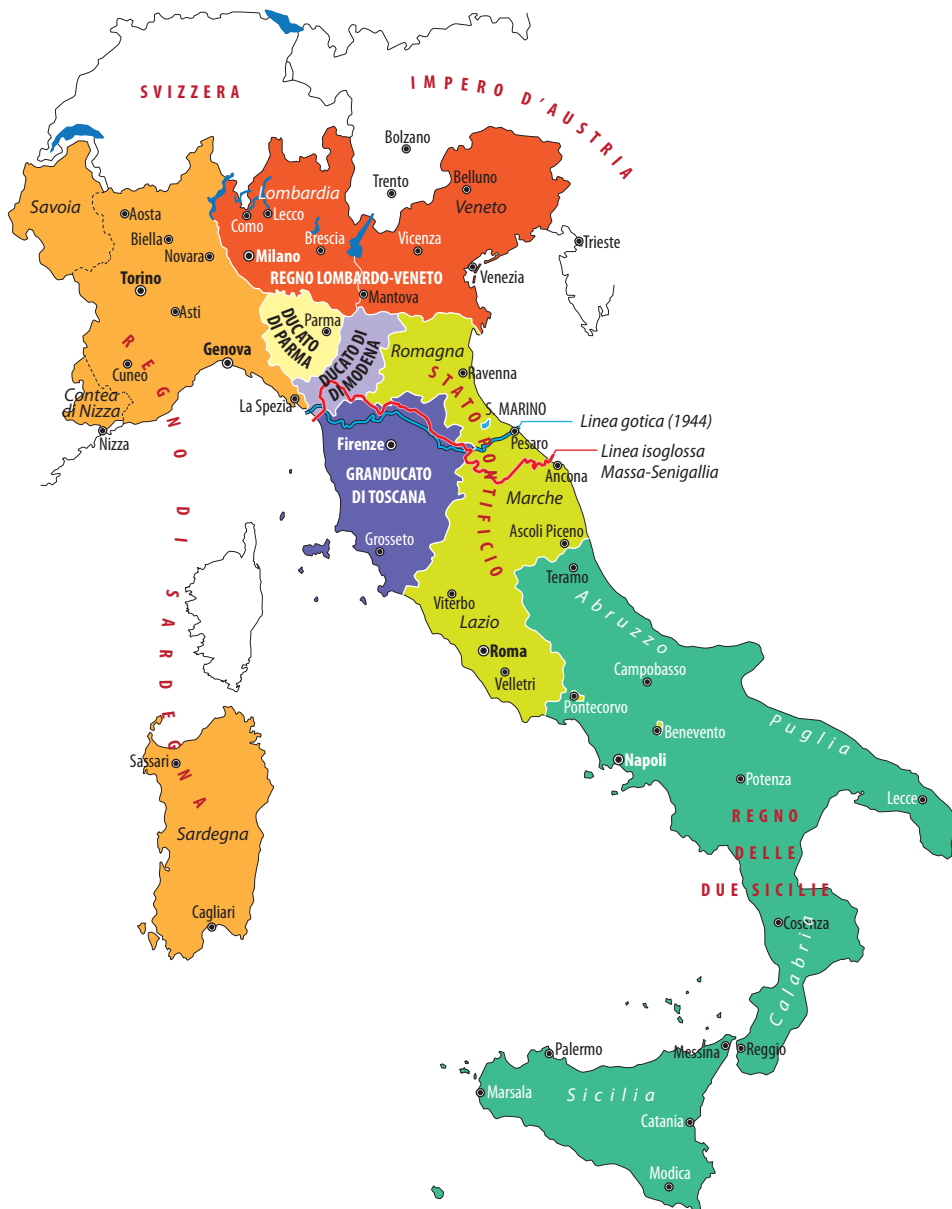 SVIZZERA
IMPERO D'AUSTRIA
Bolzano
Trento
Belluno
Veneto
Lombardia
Savoia
Aosta
Como
Lecco
Biella
Brescia
Vicenza
Trieste
Novara
Milano
REGNO LOMBARDO-VENETO
Venezia
Torino
Mantova
Asti
DUCATO
DI PARMA
Parma
DUCATO DI
DI MODENA
Romagna
Genova
Cuneo
Ravenna
Contea
di Nizza
La Spezia
Nizza
REGNO DI SARDEGNA
STATO PONTIFICIO
S. MARINO
Linea gotica (1944)
Pesaro
Firenze
Linea isoglossa
Massa-Senigallia
Ancona
GRANDUCATO
DI TOSCANA
Marche
Ascoli Piceno
Grosseto
Teramo
Viterbo
Abruzzo
Lazio
Roma
Velletri
Campobasso
Pontecorvo
Benevento
Puglia
Napoli
Potenza
Lecce
Sassari
Sardegna
REGNO
DELLE
DUE SICILIE
Cagliari
Cosenza
Calabria
Palermo
Messina
Reggio
Marsala
Sicilia
Catania
Modica